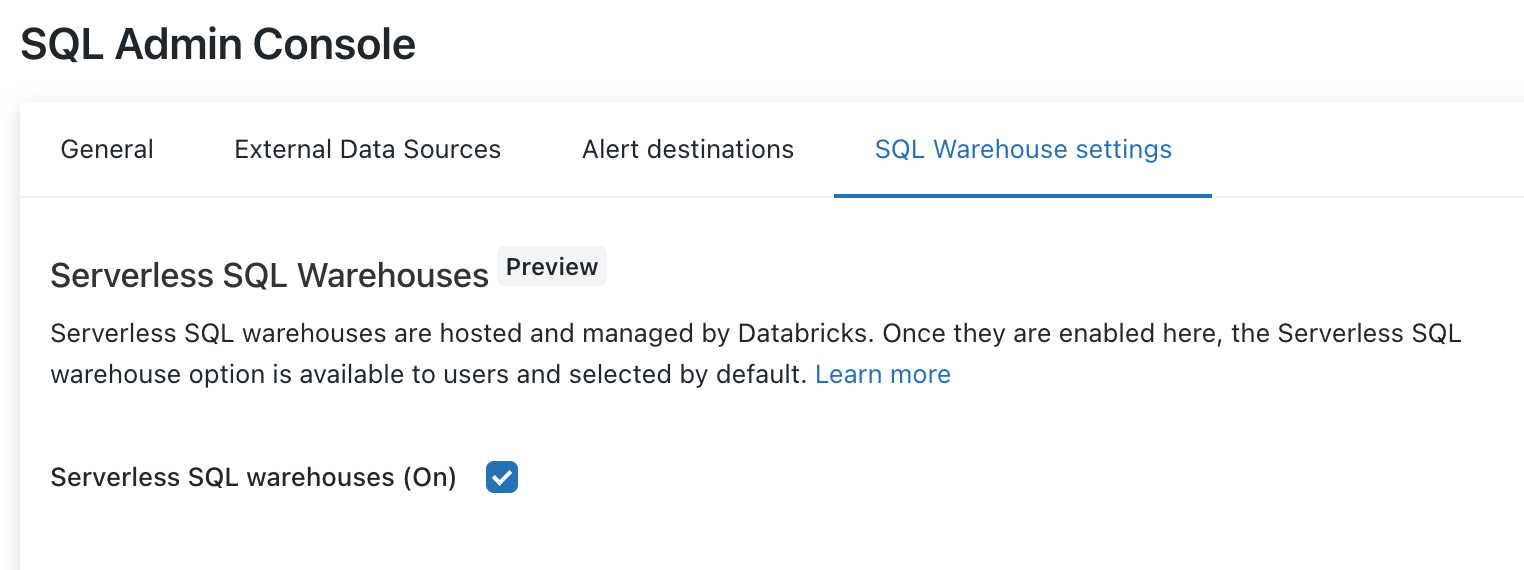 SQL Admin Console
General External Data Sources Alert destinations SQL Warehouse settings
Serverless SQL Warehouses Preview
Serverless SQL warehouses are hosted and managed by Databricks. Once they are enabled here, the Serverless SQL
warehouse option is available to users and selected by default. Learn more
Serverless SQL warehouses (On)